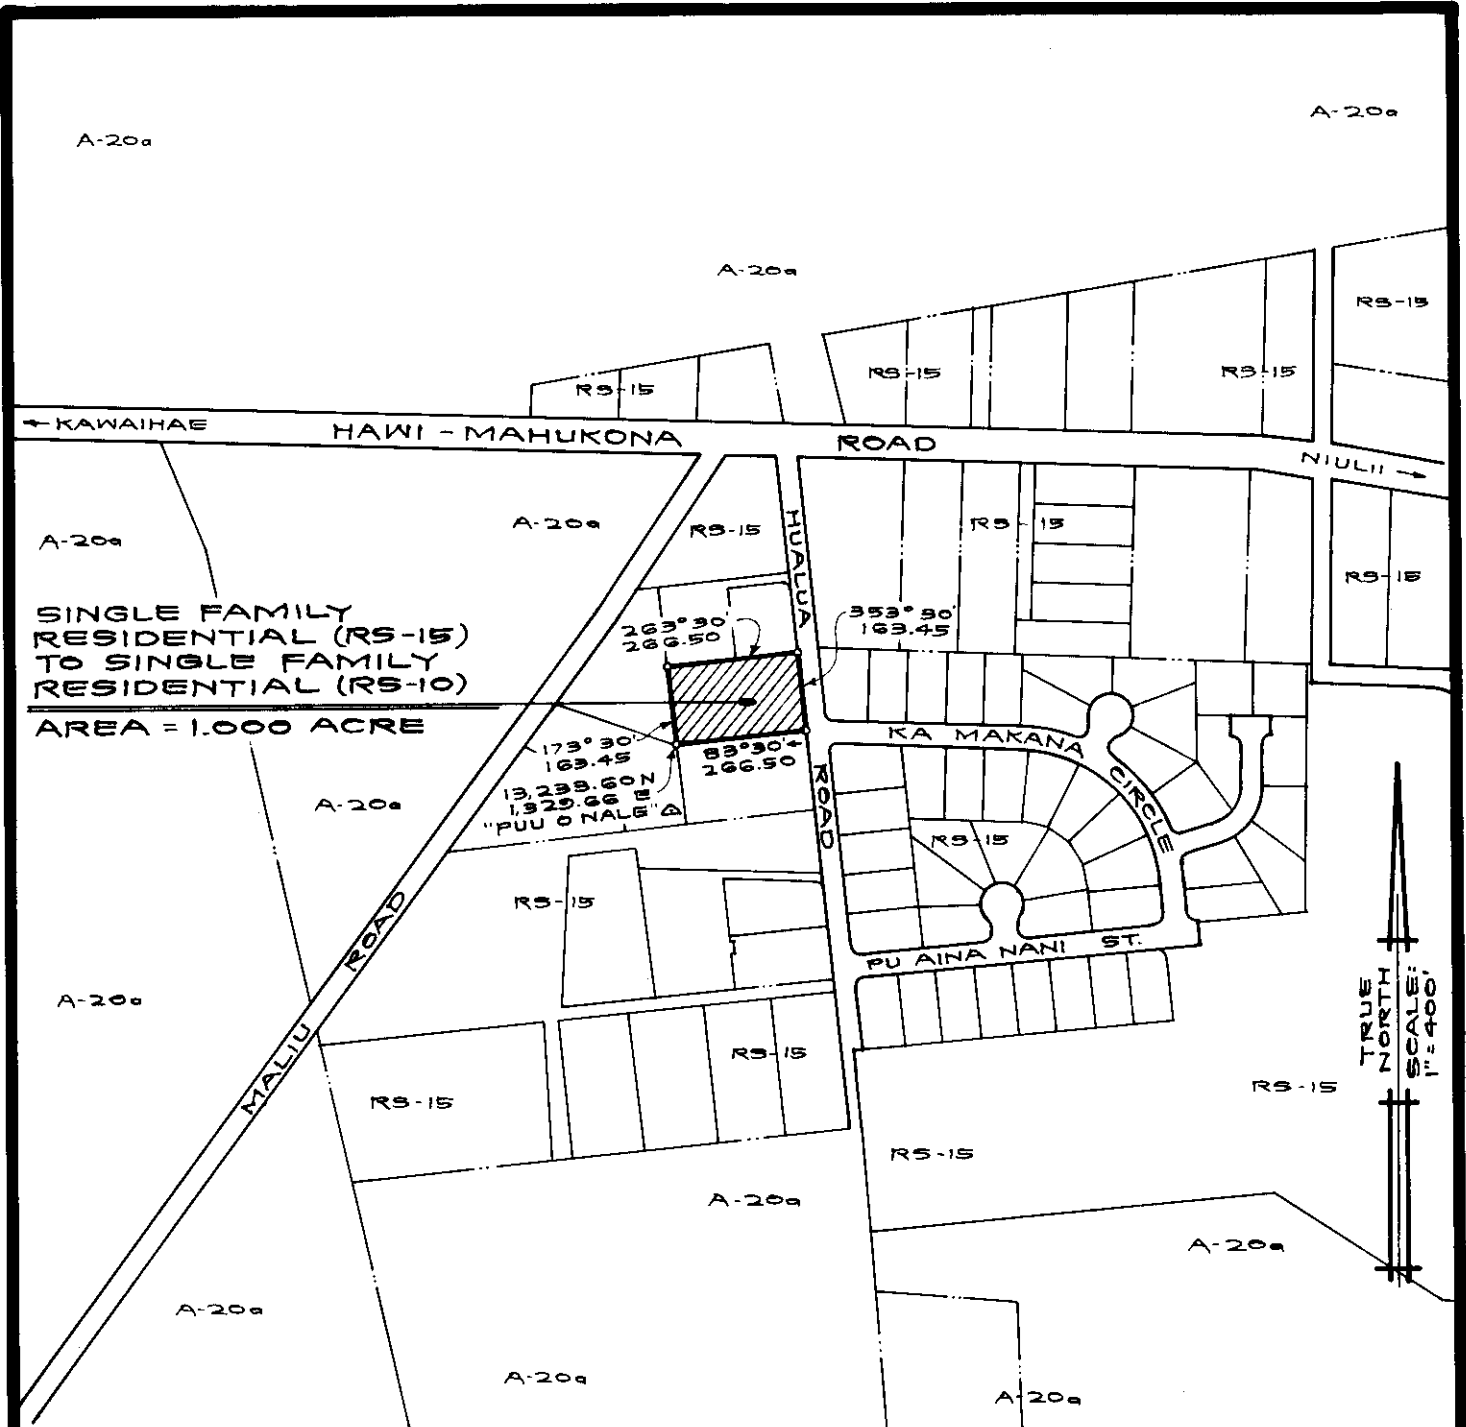 A-20a
A-20a
A-20a
RS-15
RS-15
RS-15
RS-15
← KAWAIHAE
HAWI - MAHUKONA ROAD
NIULII →
A-20a
A-20a
RS-15
RS-15
RS-15
HUALUA ROAD
SINGLE FAMILY
RESIDENTIAL (RS-15)
TO SINGLE FAMILY
RESIDENTIAL (RS-10)
AREA = 1.000 ACRE
263° 30'
266.50
353° 30'
163.45
173° 30'
163.45
83° 30'
266.50
13,239.60 N
1,329.66 E
"PUU O NALE"
KA MAKANA CIRCLE
A-20a
RS-15
RS-15
MALIU ROAD
PU AINA NANI ST.
A-20a
RS-15
RS-15
RS-15
RS-15
TRUE
NORTH
SCALE:
1" = 400'
A-20a
A-20a
A-20a
A-20a
A-20a